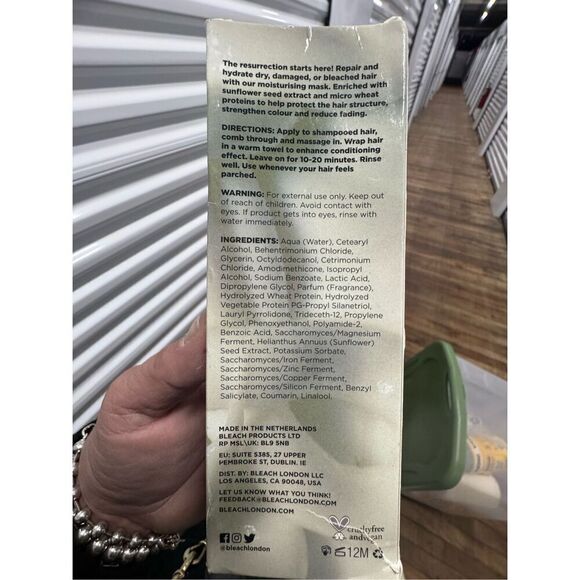 The resurrection starts here! Repair and
hydrate dry, damaged, or bleached hair
with our moisturising mask. Enriched with
sunflower seed extract and micro wheat
proteins to help protect the hair structure,
strengthen colour and reduce fading.
DIRECTIONS: Apply to shampooed hair,
comb through and massage in. Wrap hair
in a warm towel to enhance conditioning
effect. Leave on for 10-20 minutes. Rinse
well. Use whenever your hair feels
parched.
WARNING: For external use only. Keep out
of reach of children. Avoid contact with
eyes. If product gets into eyes, rinse with
water immediately.
INGREDIENTS: Aqua (Water), Cetearyl
Alcohol, Behentrimonium Chloride,
Glycerin, Octyldodecanol, Cetrimonium
Chloride, Amodimethicone, Isopropyl
Alcohol, Sodium Benzoate, Lactic Acid,
Dipropylene Glycol, Parfum (Fragrance),
Hydrolyzed Wheat Protein, Hydrolyzed
Vegetable Protein PG-Propyl Silanetriol,
Lauryl Pyrrolidone, Trideceth-12, Propylene
Glycol, Phenoxyethanol, Polyamide-2,
Benzoic Acid, Saccharomyces/Magnesium
Ferment, Helianthus Annuus (Sunflower)
Seed Extract, Potassium Sorbate,
Saccharomyces/Iron Ferment,
Saccharomyces/Zinc Ferment,
Saccharomyces/Copper Ferment,
Saccharomyces/Silicon Ferment, Benzyl
Salicylate, Coumarin, Linalool.
MADE IN THE NETHERLANDS
BLEACH PRODUCTS LTD
RP MSL\UK: BL9 5NB
EU: SUITE 5385, 27 UPPER
PEMBROKE ST, DUBLIN. IE
DIST. BY: BLEACH LONDON LLC
LOS ANGELES, CA 90048, USA
LET US KNOW WHAT YOU THINK!
FEEDBACK@BLEACHLONDON.COM
BLEACHLONDON.COM
@bleachlondon
crueltyfree
andvegan
12M